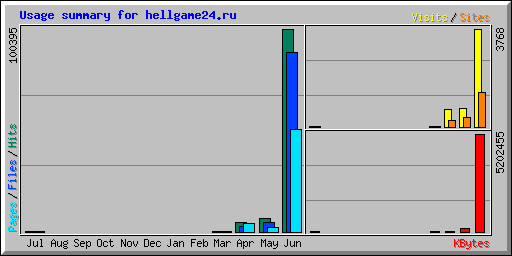 Usage summary for hellgame24.ru
Visits/Sites
100395
3768
Pages/Files/Hits
5202455
Jul Aug Sep Oct Nov Dec Jan Feb Mar Apr May Jun
KBytes